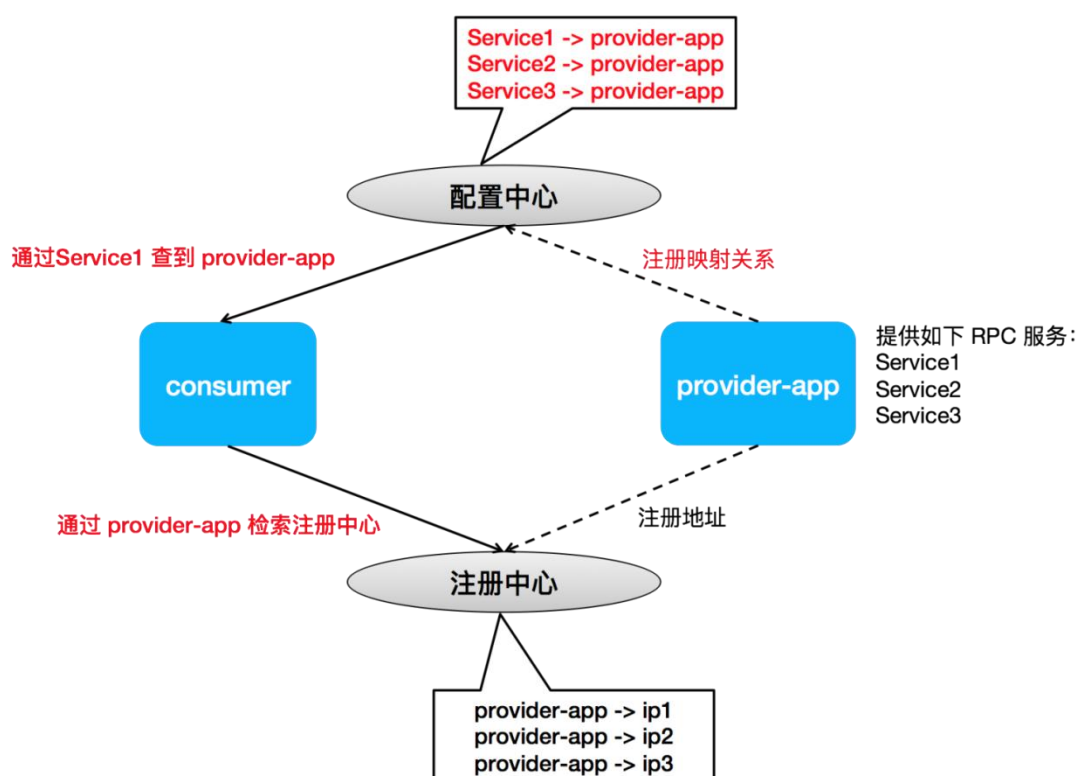 Service1 -> provider-app
Service2 -> provider-app
Service3 -> provider-app
配置中心
通过Service1 查到 provider-app
注册映射关系
consumer
provider-app
提供如下 RPC 服务:
Service1
Service2
Service3
通过 provider-app 检索注册中心
注册地址
注册中心
provider-app -> ip1
provider-app -> ip2
provider-app -> ip3